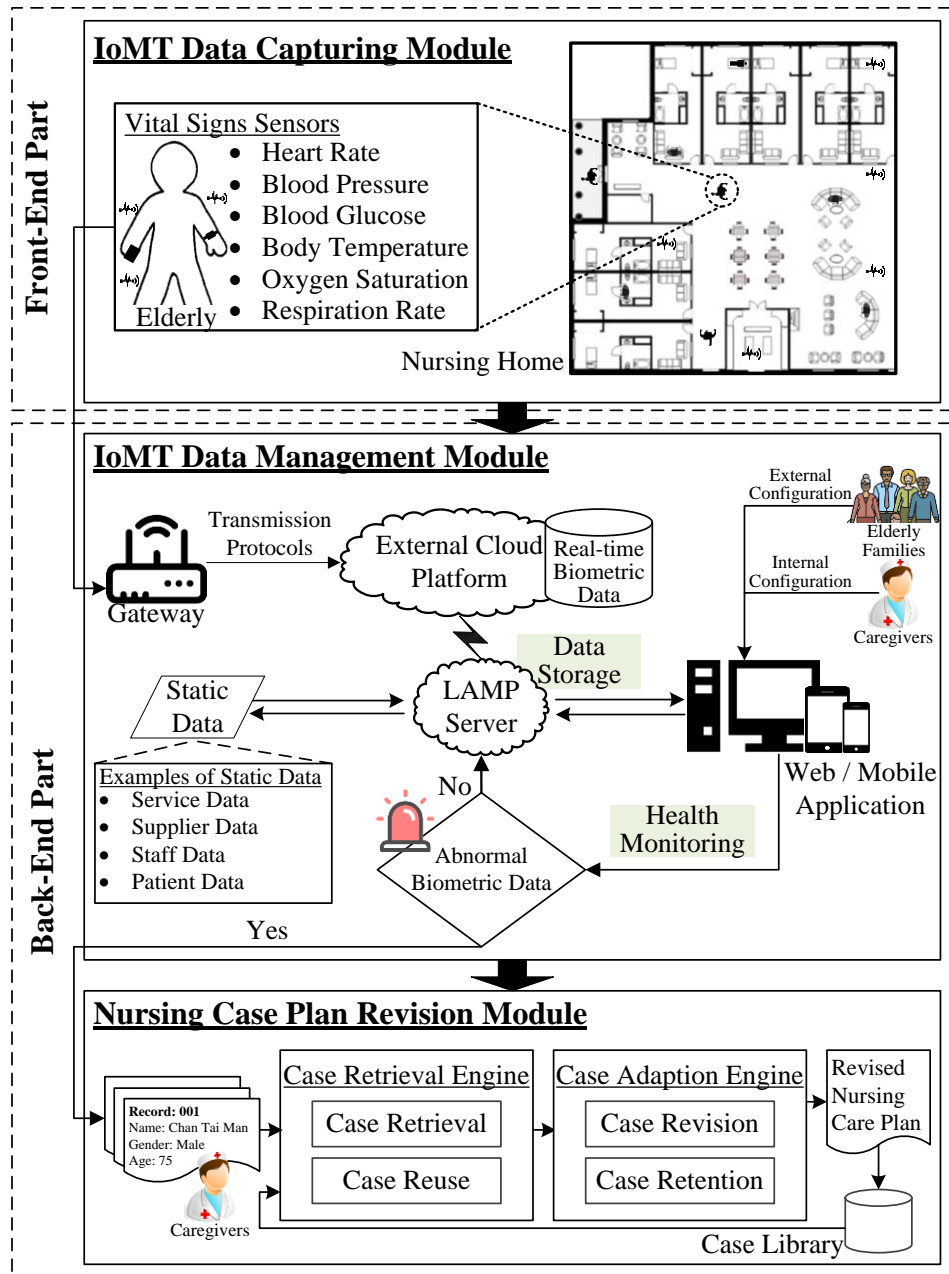 Front-End Part
IoMT Data Capturing Module
Vital Signs Sensors
• Heart Rate
• Blood Pressure
• Blood Glucose
• Body Temperature
• Oxygen Saturation
• Respiration Rate
Elderly
Nursing Home
Back-End Part
IoMT Data Management Module
External
Configuration
Elderly
Families
Internal
Configuration
Caregivers
Transmission
Protocols
Gateway
External Cloud
Platform
Real-time
Biometric
Data
Data
Storage
Static
Data
LAMP
Server
Web / Mobile
Application
Examples of Static Data
• Service Data
• Supplier Data
• Staff Data
• Patient Data
No
Health
Monitoring
Abnormal
Biometric Data
Yes
Nursing Case Plan Revision Module
Record: 001
Name: Chan Tai Man
Gender: Male
Age: 75
Caregivers
Case Retrieval Engine
Case Retrieval
Case Reuse
Case Adaption Engine
Case Revision
Case Retention
Revised
Nursing
Care Plan
Case Library